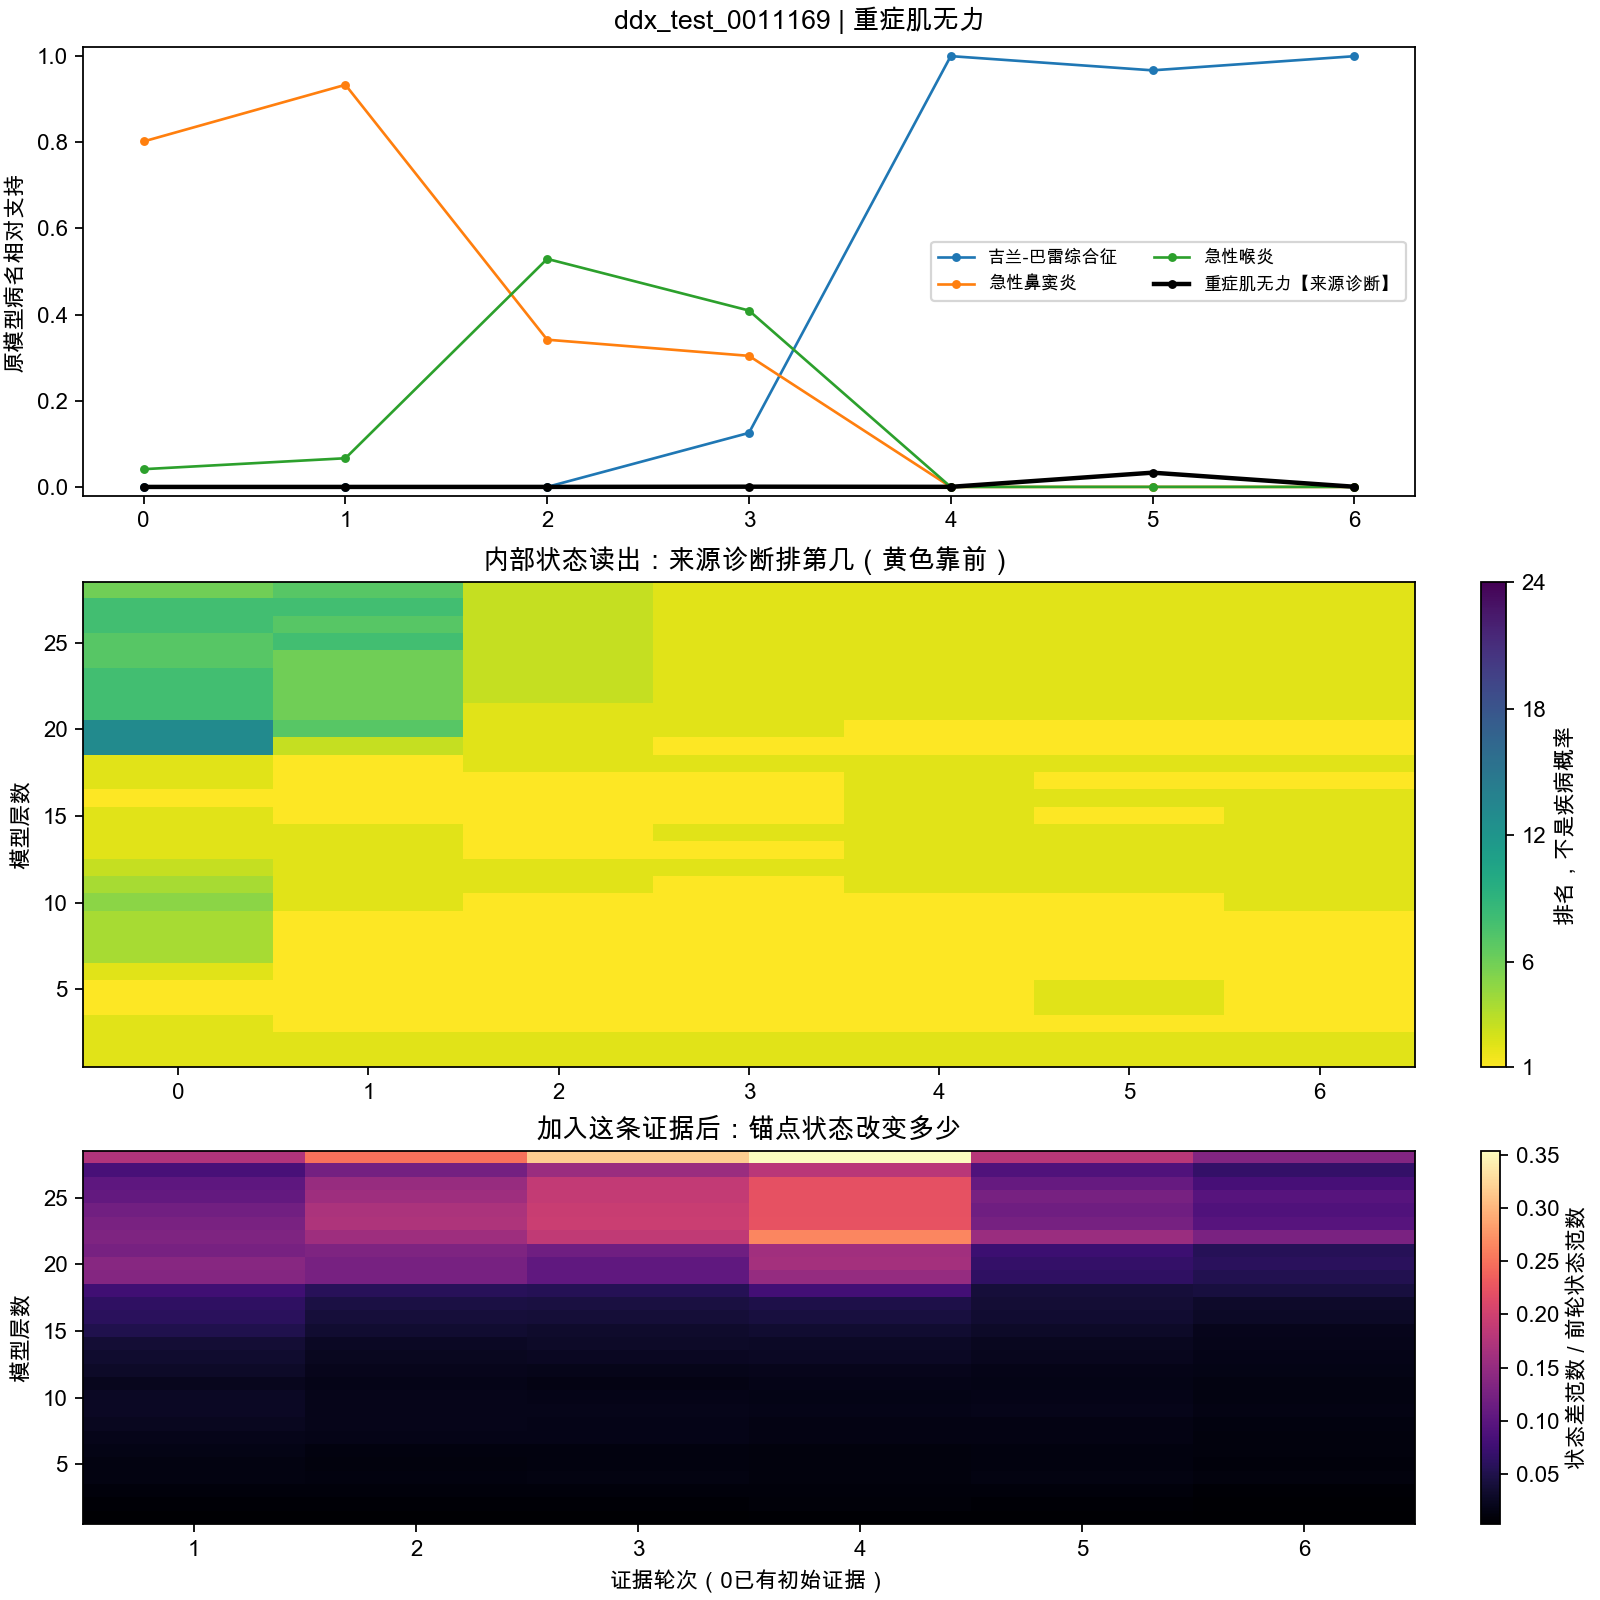 ddx_test_0011169 | 重症肌无力
1.0
0.8
0.6
0.4
0.2
0.0
原模型病名相对支持
吉兰-巴雷综合征
急性鼻窦炎
急性喉炎
重症肌无力【来源诊断】
0 1 2 3 4 5 6
内部状态读出：来源诊断排第几（黄色靠前）
25
20
15
10
5
模型层数
0 1 2 3 4 5 6
24
18
12
6
1
排名，不是疾病概率
加入这条证据后：锚点状态改变多少
25
20
15
10
5
模型层数
1 2 3 4 5 6
证据轮次（0已有初始证据）
0.35
0.30
0.25
0.20
0.15
0.10
0.05
状态差范数 / 前轮状态范数